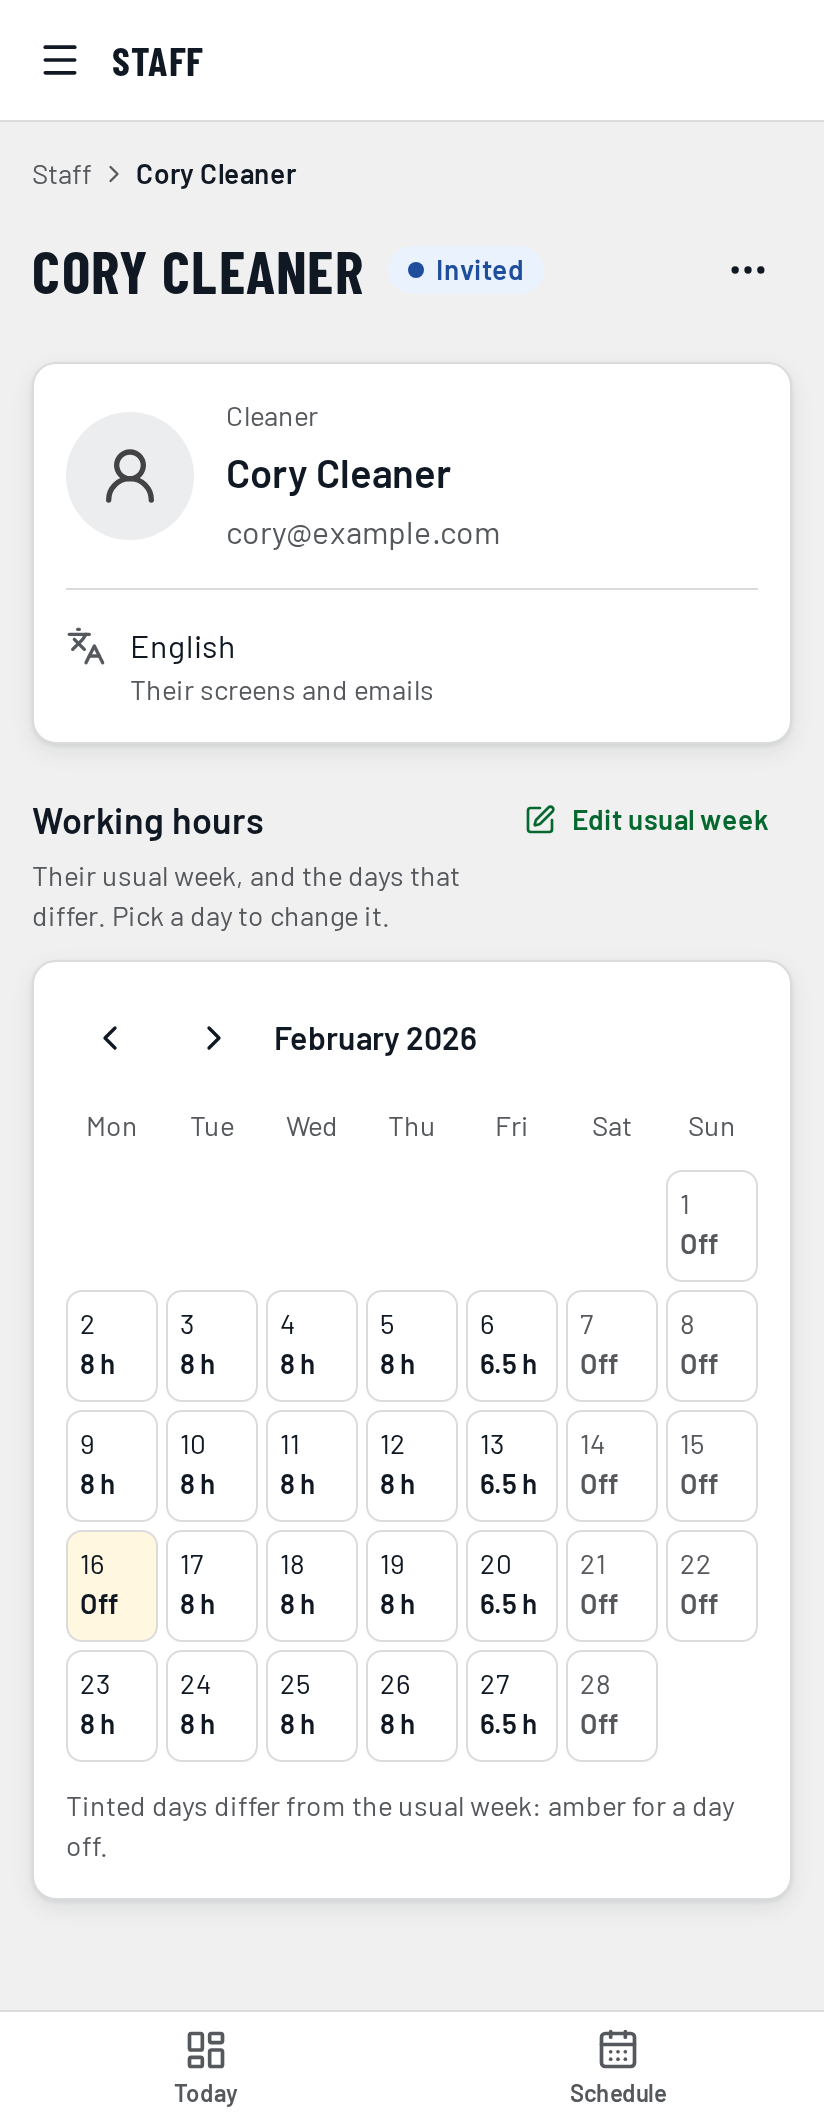 STAFF
Staff > Cory Cleaner
CORY CLEANER Invited
Cleaner
Cory Cleaner
cory@example.com
English
Their screens and emails
Working hours Edit usual week
Their usual week, and the days that
differ. Pick a day to change it.
February 2026
Mon Tue Wed Thu Fri Sat Sun
1
Off
2 3 4 5 6 7 8
8 h 8 h 8 h 8 h 6.5 h Off Off
9 10 11 12 13 14 15
8 h 8 h 8 h 8 h 6.5 h Off Off
16 17 18 19 20 21 22
Off 8 h 8 h 8 h 6.5 h Off Off
23 24 25 26 27 28
8 h 8 h 8 h 8 h 6.5 h Off
Tinted days differ from the usual week: amber for a day
off.
Today Schedule